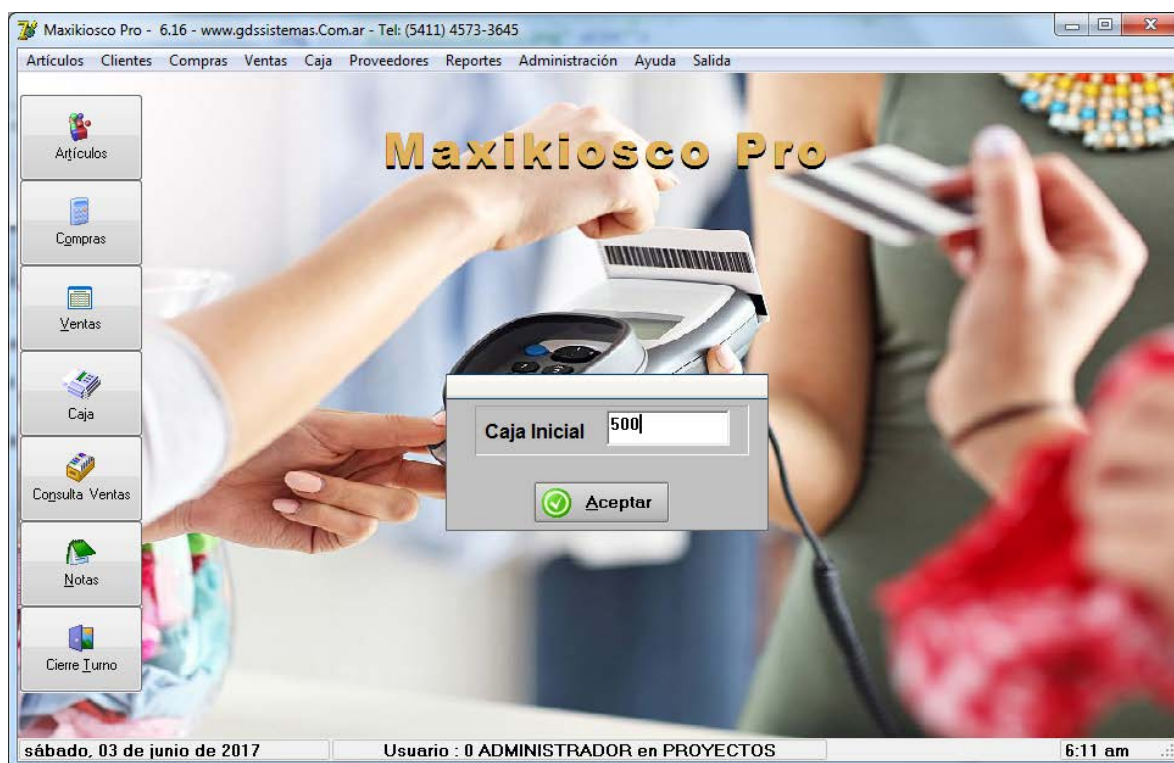 Maxikiosco Pro - 6.16 - www.gdssistemas.Com.ar - Tel: (5411) 4573-3645
Artículos Clientes Compras Ventas Caja Proveedores Reportes Administración Ayuda Salida
Artículos
Maxikiosco Pro
Compras
Ventas
Caja
Caja Inicial 500
Consulta Ventas
Aceptar
Notas
Cierre Turno
sábado, 03 de junio de 2017 Usuario : 0 ADMINISTRADOR en PROYECTOS 6:11 am